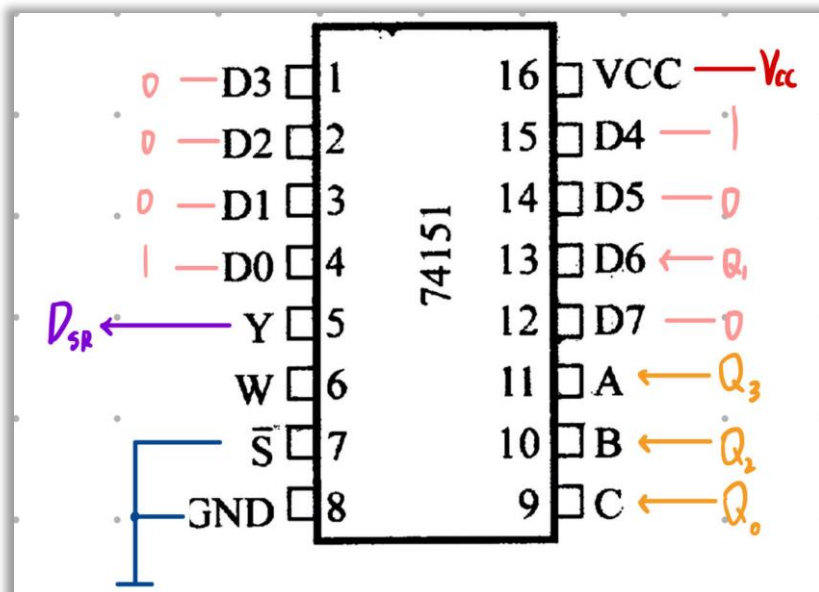 0 D3 1 16 VCC Vcc
0 D2 2 15 D4 1
0 D1 3 14 D5 0
1 D0 4 13 D6 Q1
DSR Y 5 12 D7 0
W 6 11 A Q3
S̅ 7 10 B Q2
GND 8 9 C Q0
74151